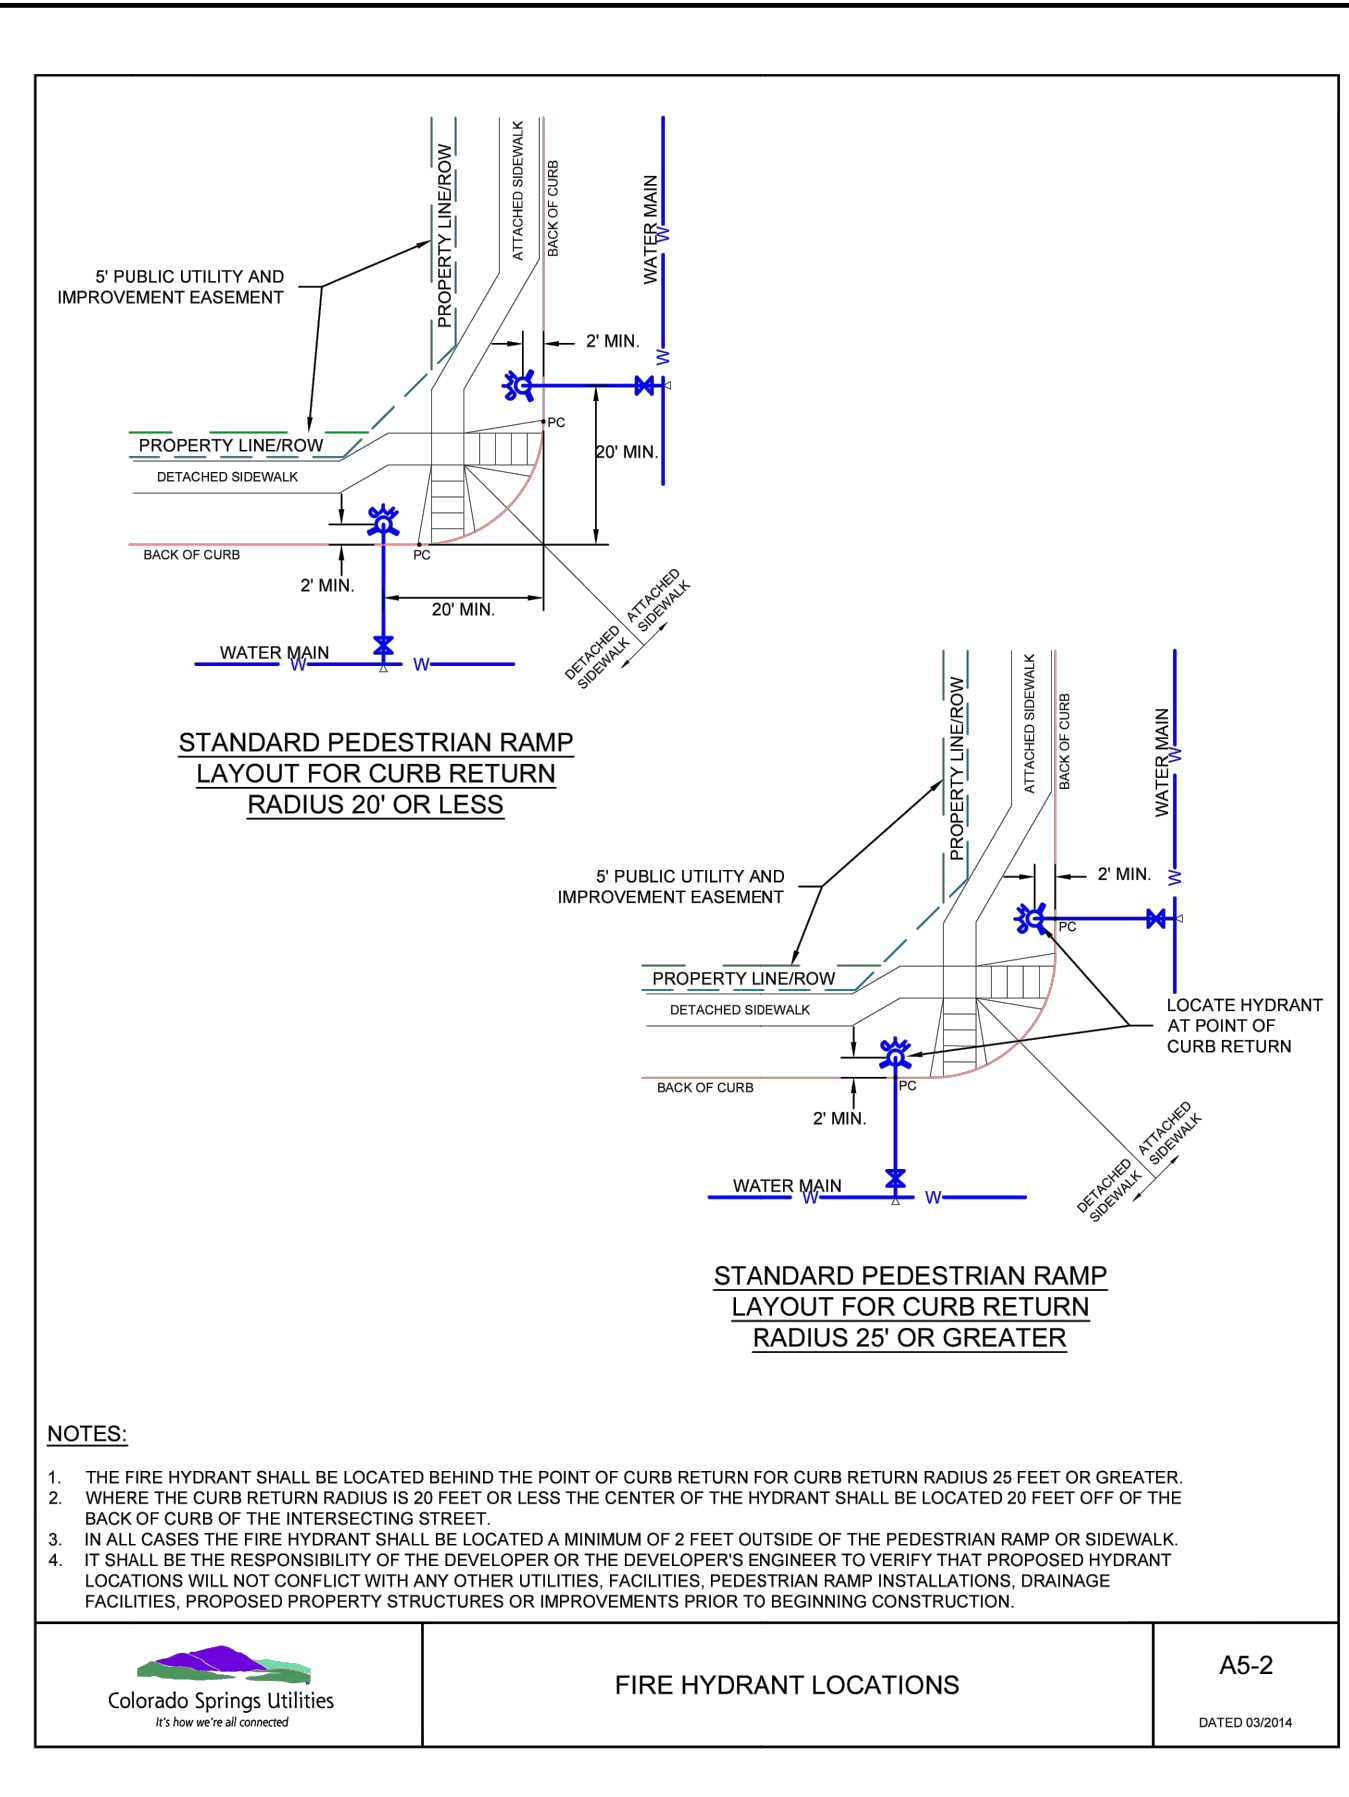 ATTACHED SIDEWALK
BACK OF CURB
PROPERTY LINE/ROW
WATER MAIN
W
W
5' PUBLIC UTILITY AND
IMPROVEMENT EASEMENT
2' MIN.
PC
20' MIN.
PROPERTY LINE/ROW
DETACHED SIDEWALK
BACK OF CURB
PC
2' MIN.
20' MIN.
ATTACHED
SIDEWALK
DETACHED
SIDEWALK
WATER MAIN
W
W
STANDARD PEDESTRIAN RAMP
LAYOUT FOR CURB RETURN
RADIUS 20' OR LESS
ATTACHED SIDEWALK
BACK OF CURB
PROPERTY LINE/ROW
WATER MAIN
W
W
5' PUBLIC UTILITY AND
IMPROVEMENT EASEMENT
2' MIN.
PC
PROPERTY LINE/ROW
DETACHED SIDEWALK
LOCATE HYDRANT
AT POINT OF
CURB RETURN
BACK OF CURB
PC
2' MIN.
ATTACHED
SIDEWALK
DETACHED
SIDEWALK
WATER MAIN
W
W
STANDARD PEDESTRIAN RAMP
LAYOUT FOR CURB RETURN
RADIUS 25' OR GREATER
NOTES:
1. THE FIRE HYDRANT SHALL BE LOCATED BEHIND THE POINT OF CURB RETURN FOR CURB RETURN RADIUS 25 FEET OR GREATER.
2. WHERE THE CURB RETURN RADIUS IS 20 FEET OR LESS THE CENTER OF THE HYDRANT SHALL BE LOCATED 20 FEET OFF OF THE
BACK OF CURB OF THE INTERSECTING STREET.
3. IN ALL CASES THE FIRE HYDRANT SHALL BE LOCATED A MINIMUM OF 2 FEET OUTSIDE OF THE PEDESTRIAN RAMP OR SIDEWALK.
4. IT SHALL BE THE RESPONSIBILITY OF THE DEVELOPER OR THE DEVELOPER'S ENGINEER TO VERIFY THAT PROPOSED HYDRANT
LOCATIONS WILL NOT CONFLICT WITH ANY OTHER UTILITIES, FACILITIES, PEDESTRIAN RAMP INSTALLATIONS, DRAINAGE
FACILITIES, PROPOSED PROPERTY STRUCTURES OR IMPROVEMENTS PRIOR TO BEGINNING CONSTRUCTION.
Colorado Springs Utilities
It's how we're all connected
FIRE HYDRANT LOCATIONS
A5-2
DATED 03/2014